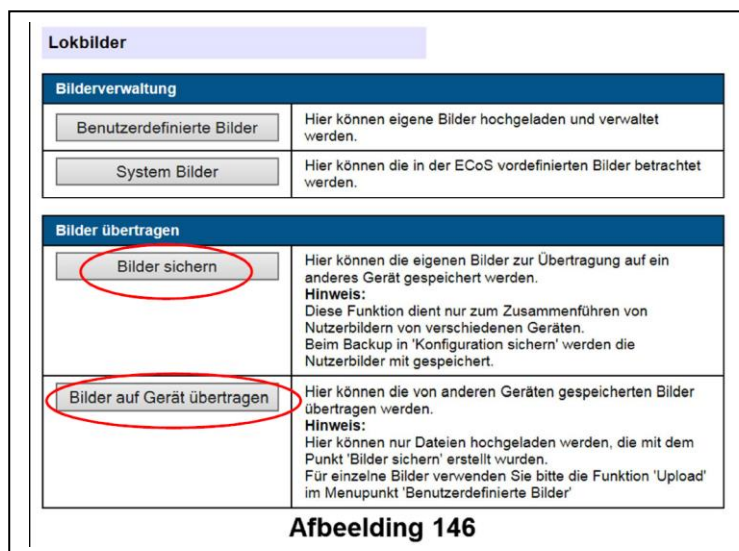 Lokbilder
Bilderverwaltung
Benutzerdefinierte Bilder
Hier können eigene Bilder hochgeladen und verwaltet
werden.
System Bilder
Hier können die in der ECoS vordefinierten Bilder betrachtet
werden.
Bilder übertragen
Bilder sichern
Hier können die eigenen Bilder zur Übertragung auf ein
anderes Gerät gespeichert werden.
Hinweis:
Diese Funktion dient nur zum Zusammenführen von
Nutzerbildern von verschiedenen Geräten.
Beim Backup in 'Konfiguration sichern' werden die
Nutzerbilder mit gespeichert.
Bilder auf Gerät übertragen
Hier können die von anderen Geräten gespeicherten Bilder
übertragen werden.
Hinweis:
Hier können nur Dateien hochgeladen werden, die mit dem
Punkt 'Bilder sichern' erstellt wurden.
Für einzelne Bilder verwenden Sie bitte die Funktion 'Upload'
im Menupunkt 'Benutzerdefinierte Bilder'
Afbeelding 146